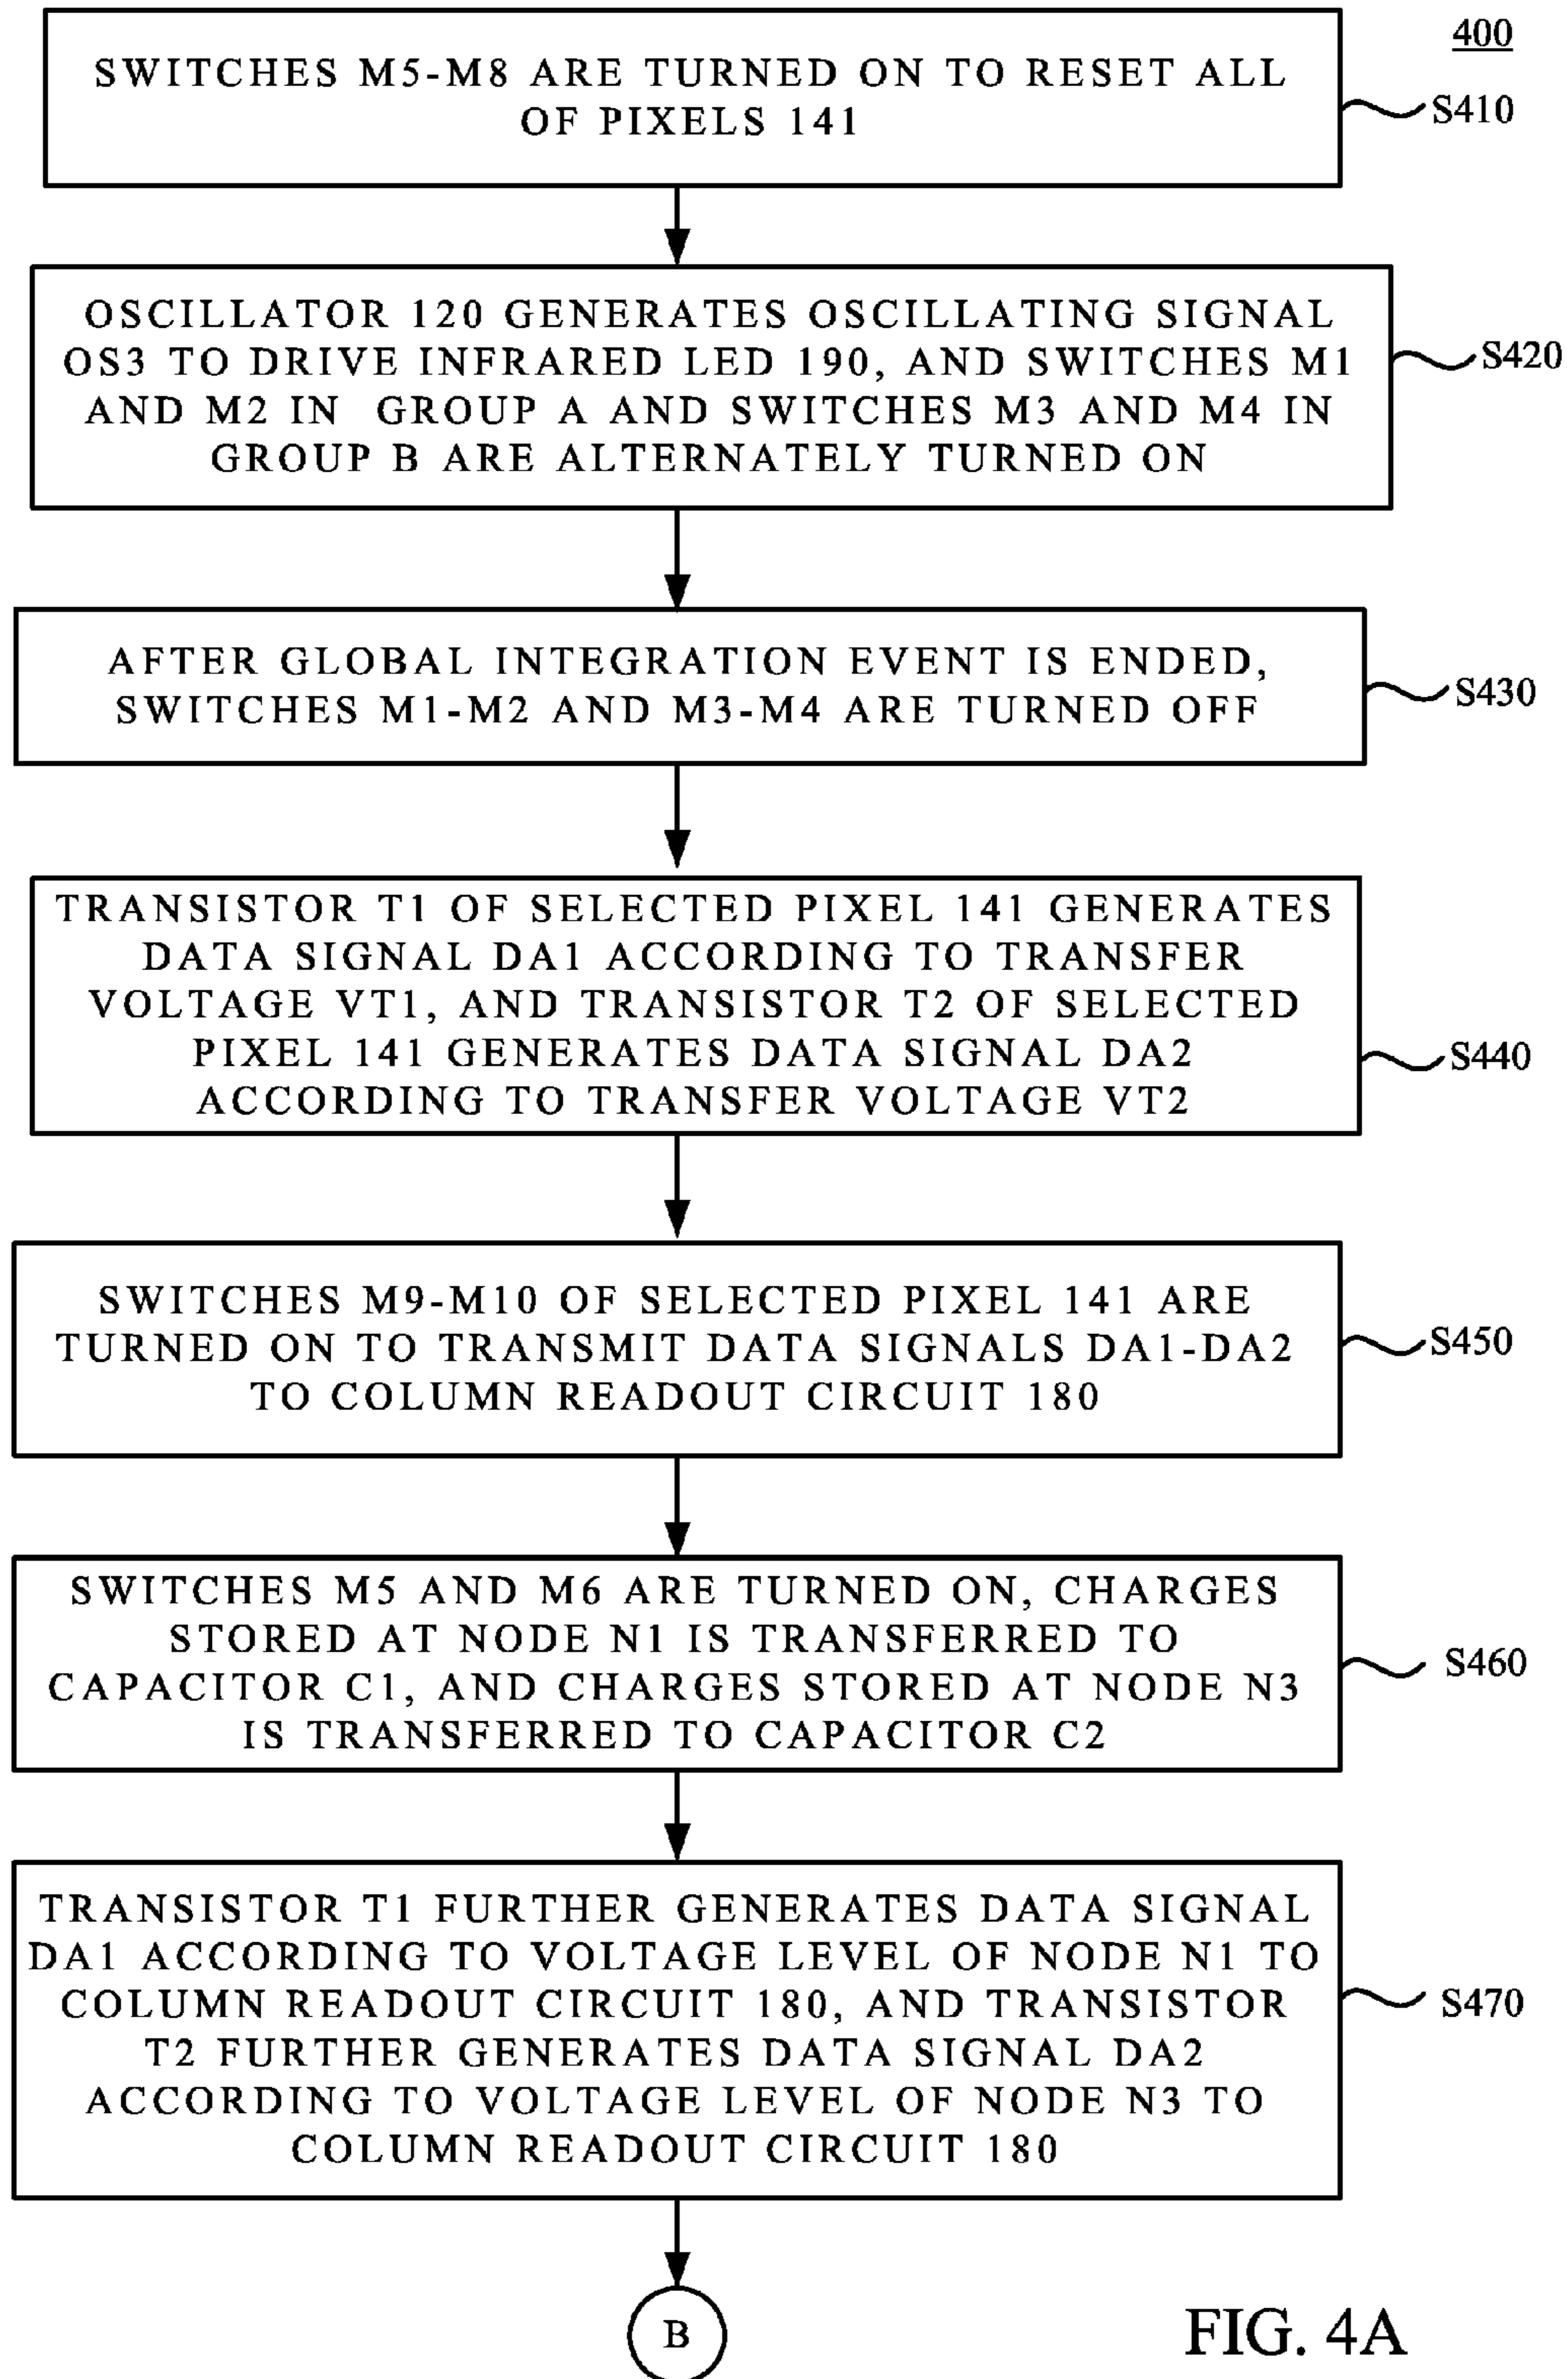 400
SWITCHES M5-M8 ARE TURNED ON TO RESET ALL
OF PIXELS 141
S410
OSCILLATOR 120 GENERATES OSCILLATING SIGNAL
OS3 TO DRIVE INFRARED LED 190, AND SWITCHES M1
AND M2 IN GROUP A AND SWITCHES M3 AND M4 IN
GROUP B ARE ALTERNATELY TURNED ON
S420
AFTER GLOBAL INTEGRATION EVENT IS ENDED,
SWITCHES M1-M2 AND M3-M4 ARE TURNED OFF
S430
TRANSISTOR T1 OF SELECTED PIXEL 141 GENERATES
DATA SIGNAL DA1 ACCORDING TO TRANSFER
VOLTAGE VT1, AND TRANSISTOR T2 OF SELECTED
PIXEL 141 GENERATES DATA SIGNAL DA2
ACCORDING TO TRANSFER VOLTAGE VT2
S440
SWITCHES M9-M10 OF SELECTED PIXEL 141 ARE
TURNED ON TO TRANSMIT DATA SIGNALS DA1-DA2
TO COLUMN READOUT CIRCUIT 180
S450
SWITCHES M5 AND M6 ARE TURNED ON, CHARGES
STORED AT NODE N1 IS TRANSFERRED TO
CAPACITOR C1, AND CHARGES STORED AT NODE N3
IS TRANSFERRED TO CAPACITOR C2
S460
TRANSISTOR T1 FURTHER GENERATES DATA SIGNAL
DA1 ACCORDING TO VOLTAGE LEVEL OF NODE N1 TO
COLUMN READOUT CIRCUIT 180, AND TRANSISTOR
T2 FURTHER GENERATES DATA SIGNAL DA2
ACCORDING TO VOLTAGE LEVEL OF NODE N3 TO
COLUMN READOUT CIRCUIT 180
S470
B
FIG. 4A